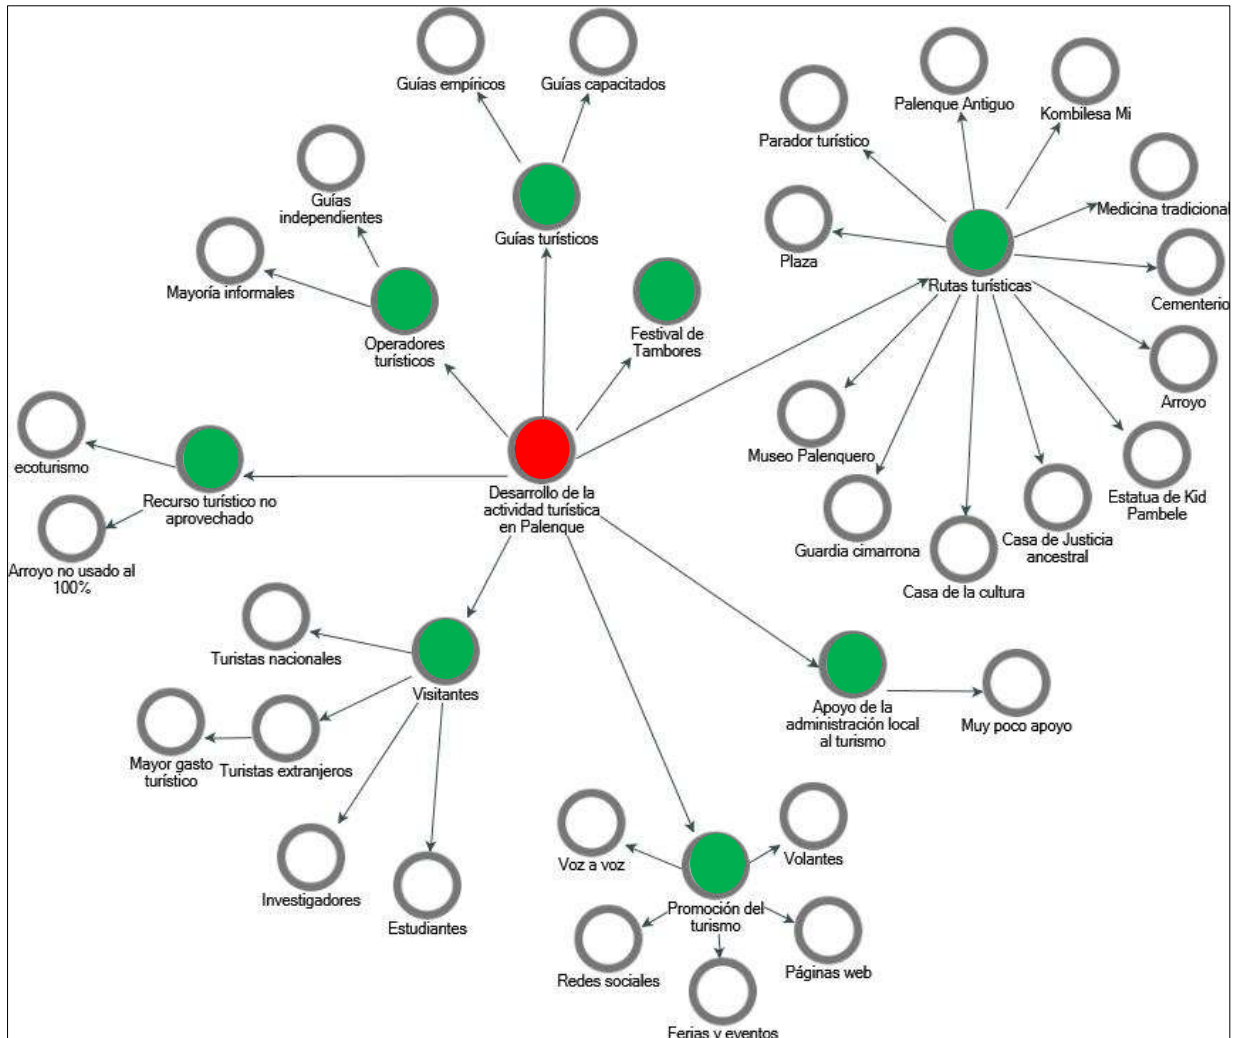 Guías empíricos
Guías capacitados
Palenque Antiguo
Kombilesa Mi
Parador turístico
Guías
independientes
Medicina tradicional
Guías turísticos
Plaza
Mayoría informales
Rutas turísticas
Cementerio
Operadores
turísticos
Festival de
Tambores
Arroyo
ecoturismo
Museo Palenquero
Recurso turístico no
aprovechado
Desarrollo de la
actividad turística
en Palenque
Estatua de Kid
Pambele
Guardia cimarrona
Casa de Justicia
ancestral
Arroyo no usado al
100%
Casa de la cultura
Turistas nacionales
Visitantes
Apoyo de la
administración local
al turismo
Muy poco apoyo
Mayor gasto
turístico
Turistas extranjeros
Voz a voz
Volantes
Investigadores
Estudiantes
Promoción del
turismo
Redes sociales
Páginas web
Ferias y eventos